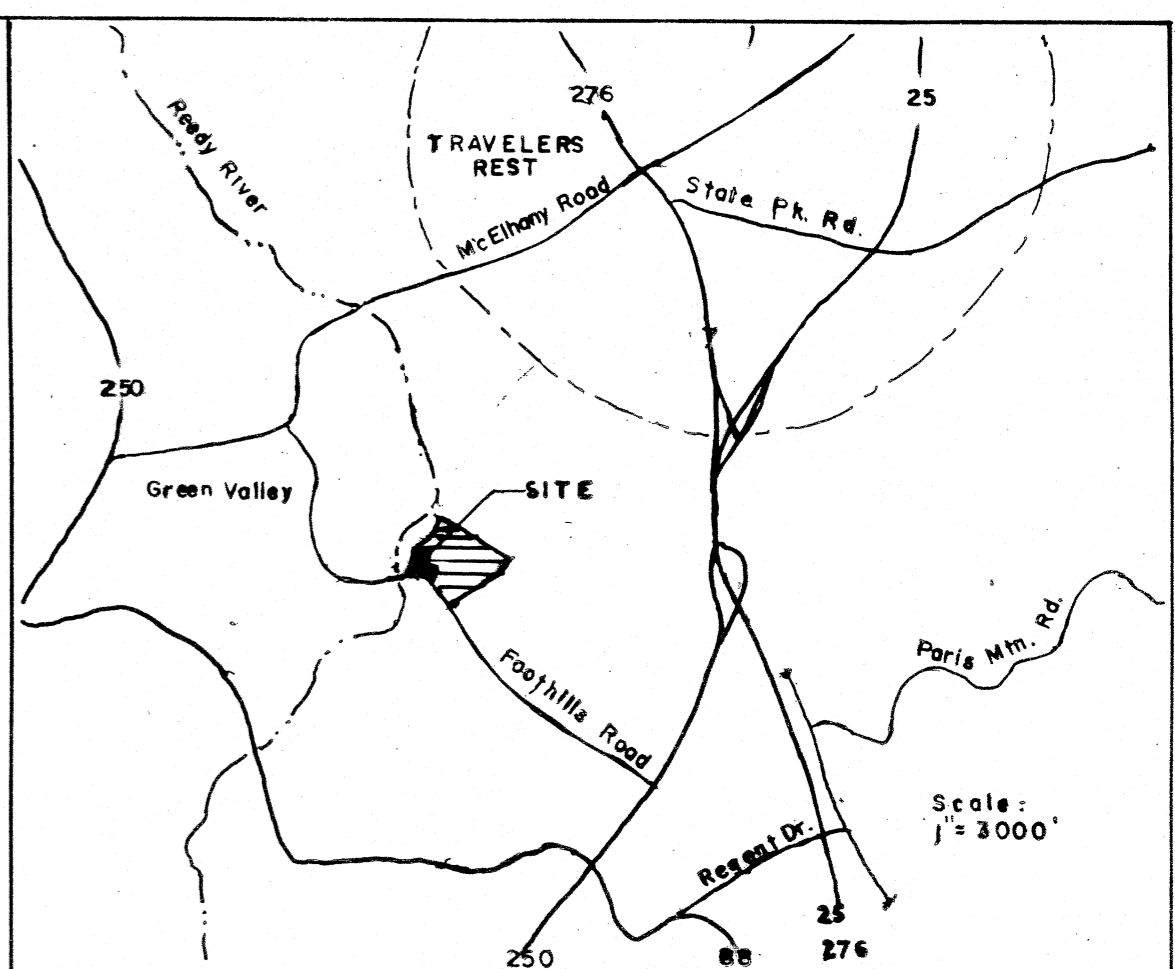 276
25
Reedy River
TRAVELERS
REST
McElhany Road
State Pk. Rd.
250
Green Valley
SITE
Paris Mtn. Rd.
Foothills Road
Scale:
1" = 3000'
Regent Dr.
25
276
250
88